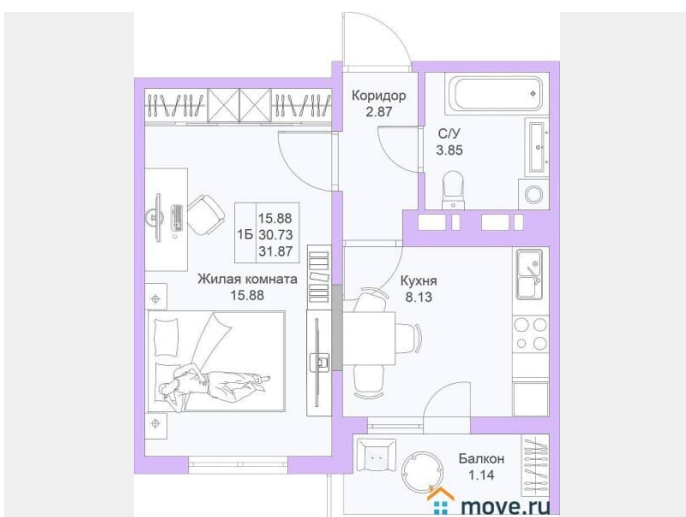 Коридор
2.87
С/У
3.85
15.88
1Б 30.73
31.87
Жилая комната
15.88
Кухня
8.13
Балкон
1.14
move.ru